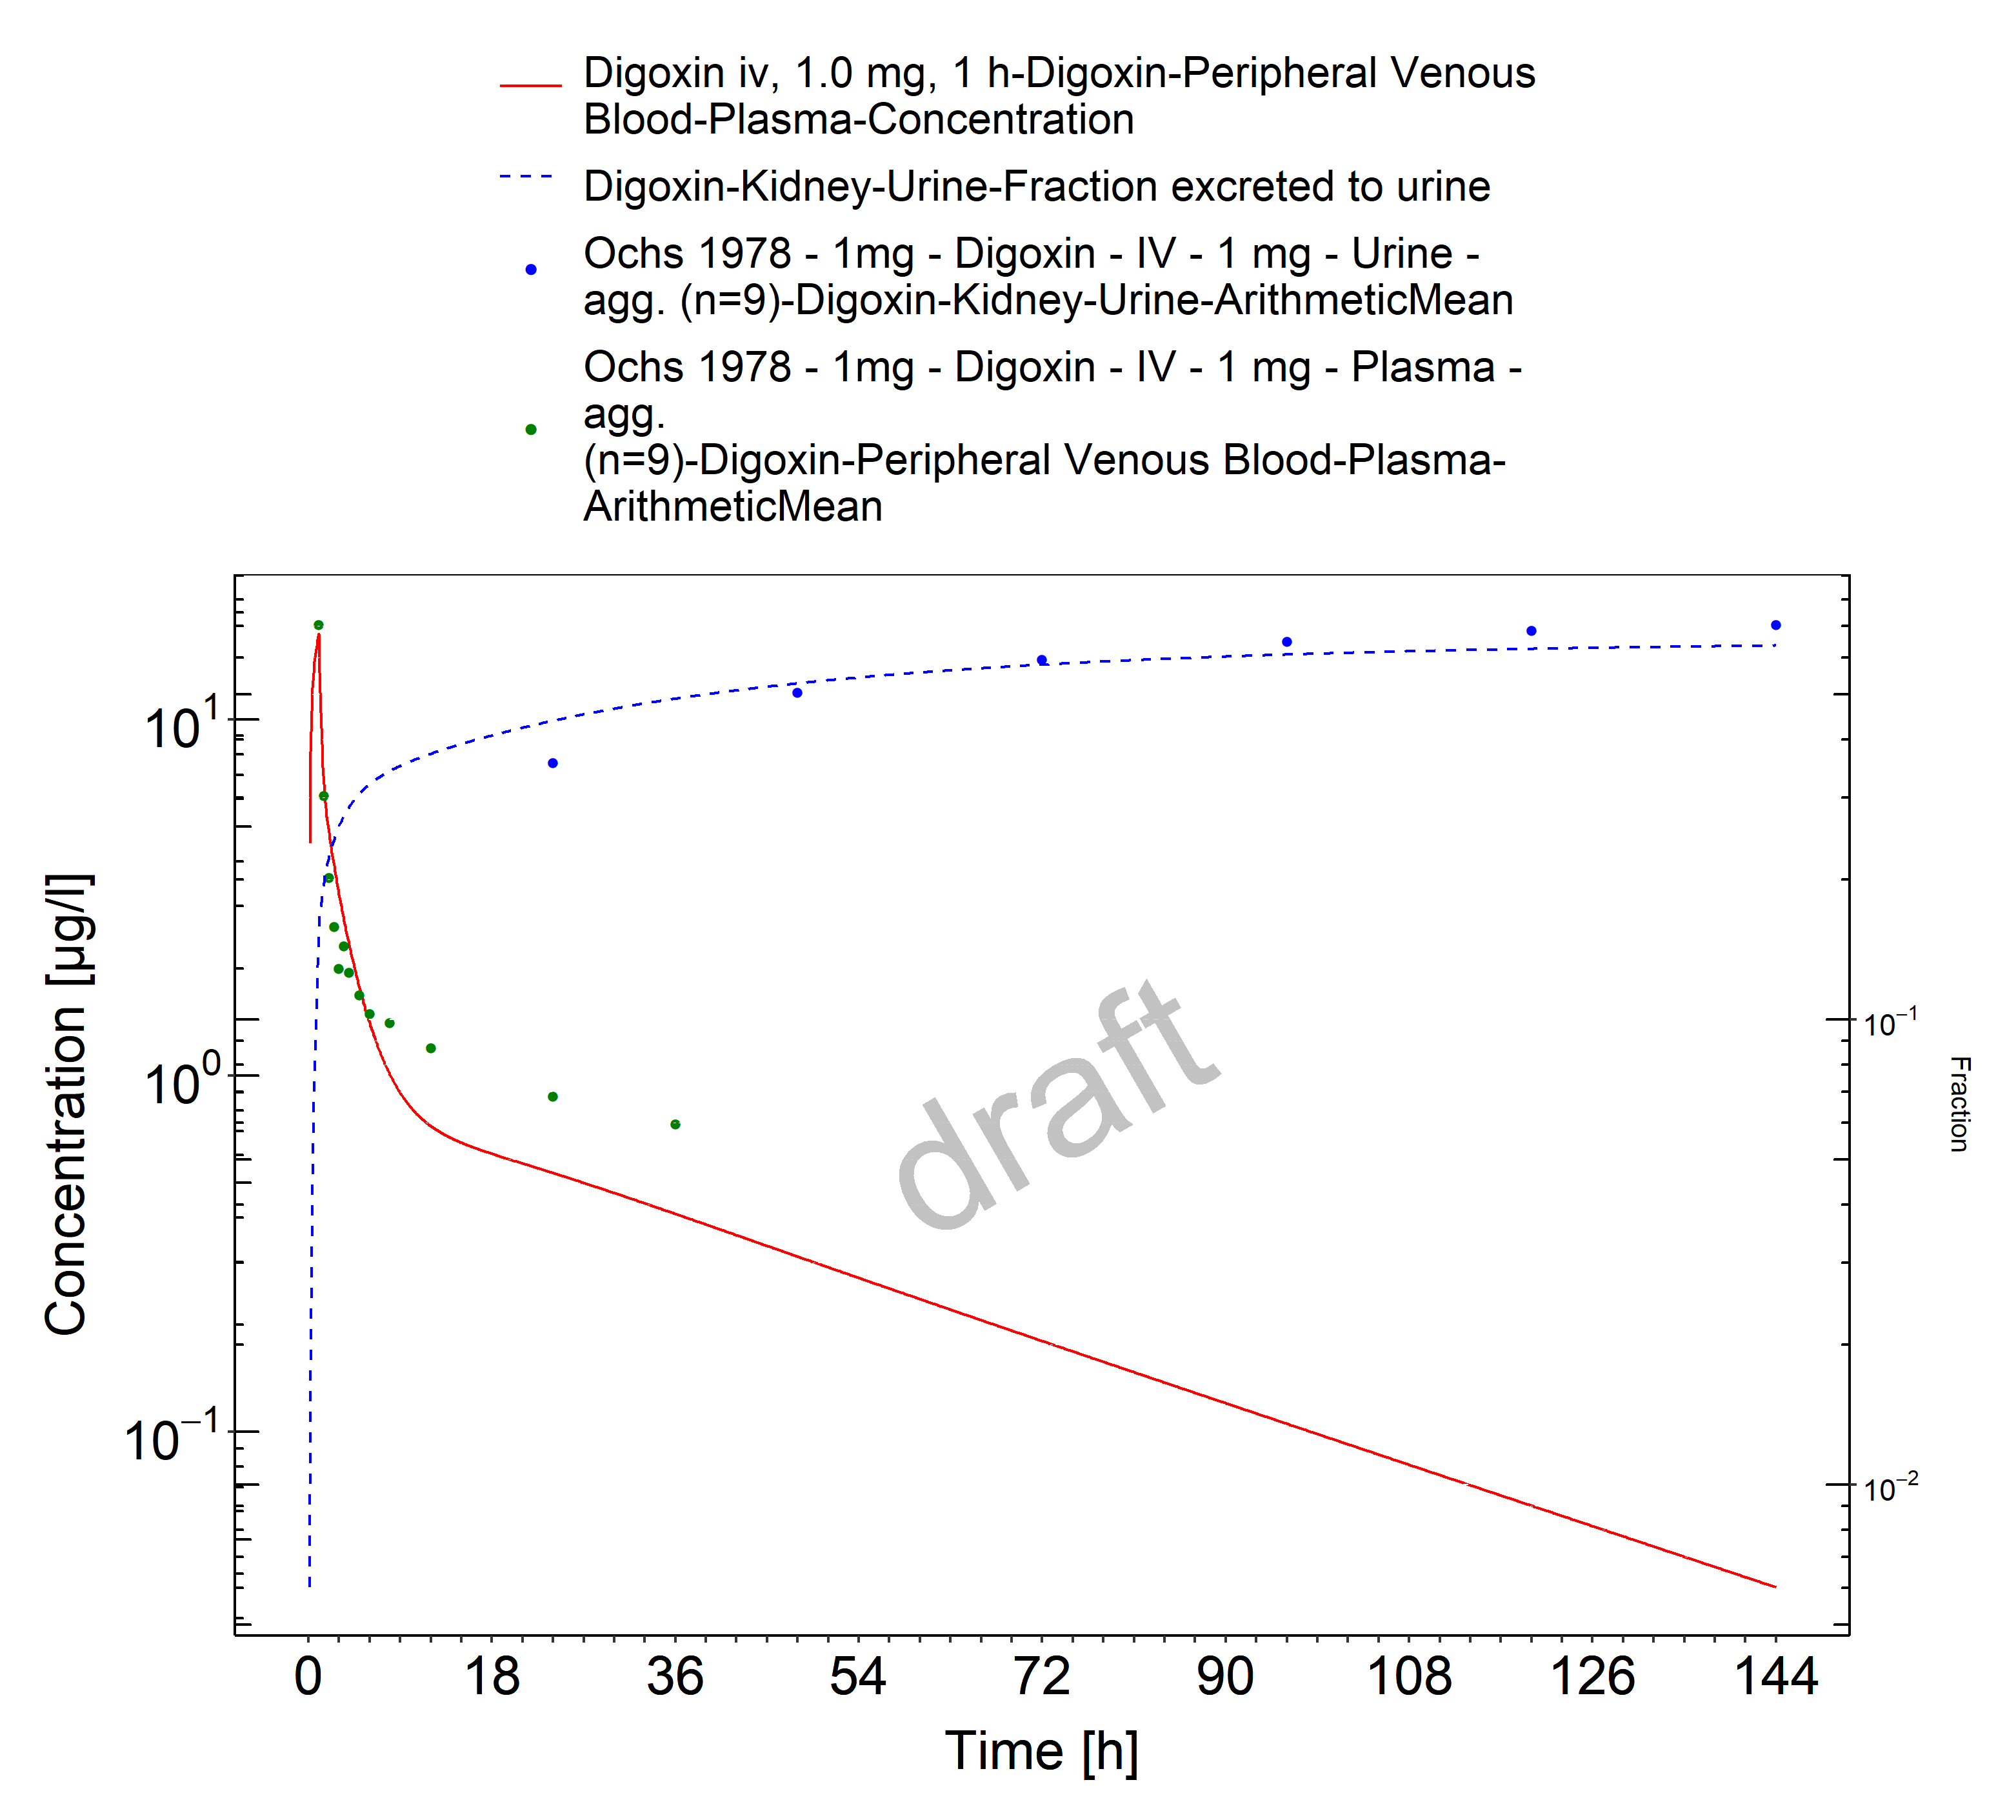 Digoxin iv, 1.0 mg, 1 h-Digoxin-Peripheral Venous
Blood-Plasma-Concentration
Digoxin-Kidney-Urine-Fraction excreted to urine
Ochs 1978 - 1mg - Digoxin - IV - 1 mg - Urine -
agg. (n=9)-Digoxin-Kidney-Urine-ArithmeticMean
Ochs 1978 - 1mg - Digoxin - IV - 1 mg - Plasma -
agg.
(n=9)-Digoxin-Peripheral Venous Blood-Plasma-
ArithmeticMean
Concentration [µg/l]
10¹
10⁰
10⁻¹
draft
10⁻¹
10⁻²
Fraction
0 18 36 54 72 90 108 126 144
Time [h]